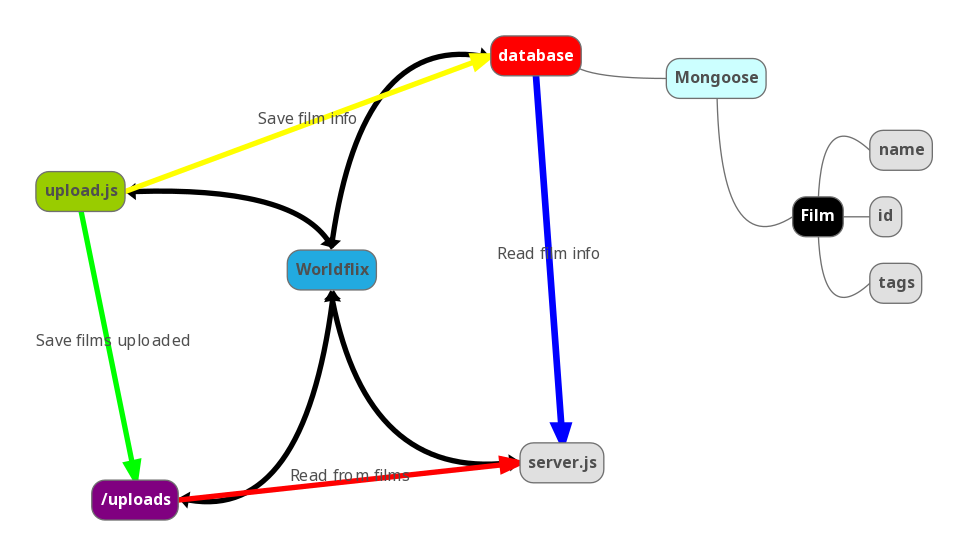 database
Mongoose
Save film info
name
upload.js
Film
id
Read film info
Worldflix
tags
Save films uploaded
server.js
Read from films
/uploads